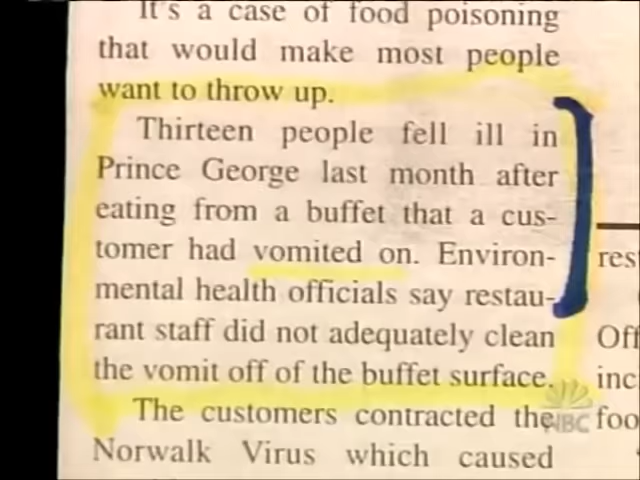 It's a case of food poisoning
that would make most people
want to throw up.
Thirteen people fell ill in
Prince George last month after
eating from a buffet that a cus-
tomer had vomited on. Environ-
mental health officials say restau-
rant staff did not adequately clean
the vomit off of the buffet surface.
The customers contracted the
Norwalk Virus which caused
res
Off
inc
foo
NBC